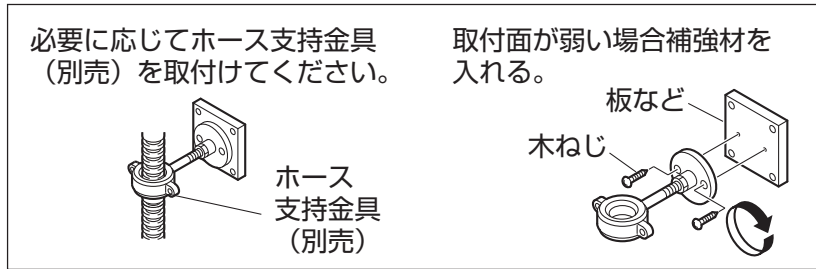 必要に応じてホース支持金具
（別売）を取付けてください。
ホース
支持金具
（別売）
取付面が弱い場合補強材を
入れる。
板など
木ねじ